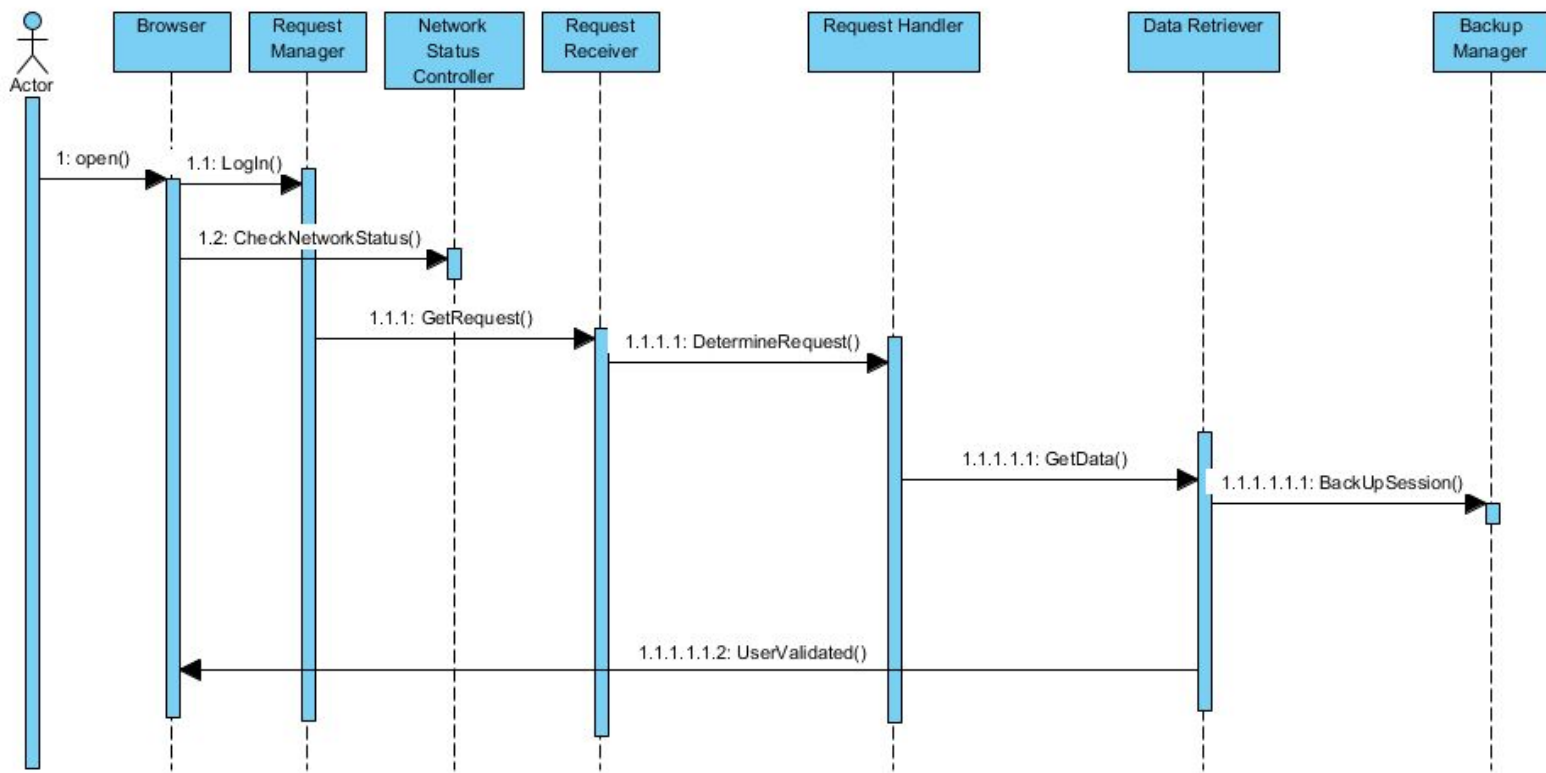 Browser
Request
Manager
Network
Status
Controller
Request
Receiver
Request Handler
Data Retriever
Backup
Manager
Actor
1: open()
1.1: LogIn()
1.2: CheckNetworkStatus()
1.1.1: GetRequest()
1.1.1.1: DetermineRequest()
1.1.1.1.1: GetData()
1.1.1.1.1.1: BackUpSession()
1.1.1.1.1.2: UserValidated()